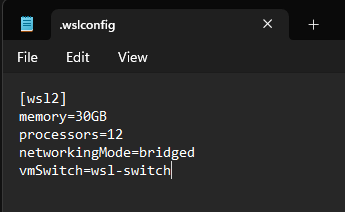 .wslconfig
File Edit View
[wsl2]
memory=30GB
processors=12
networkingMode=bridged
vmSwitch=wsl-switch